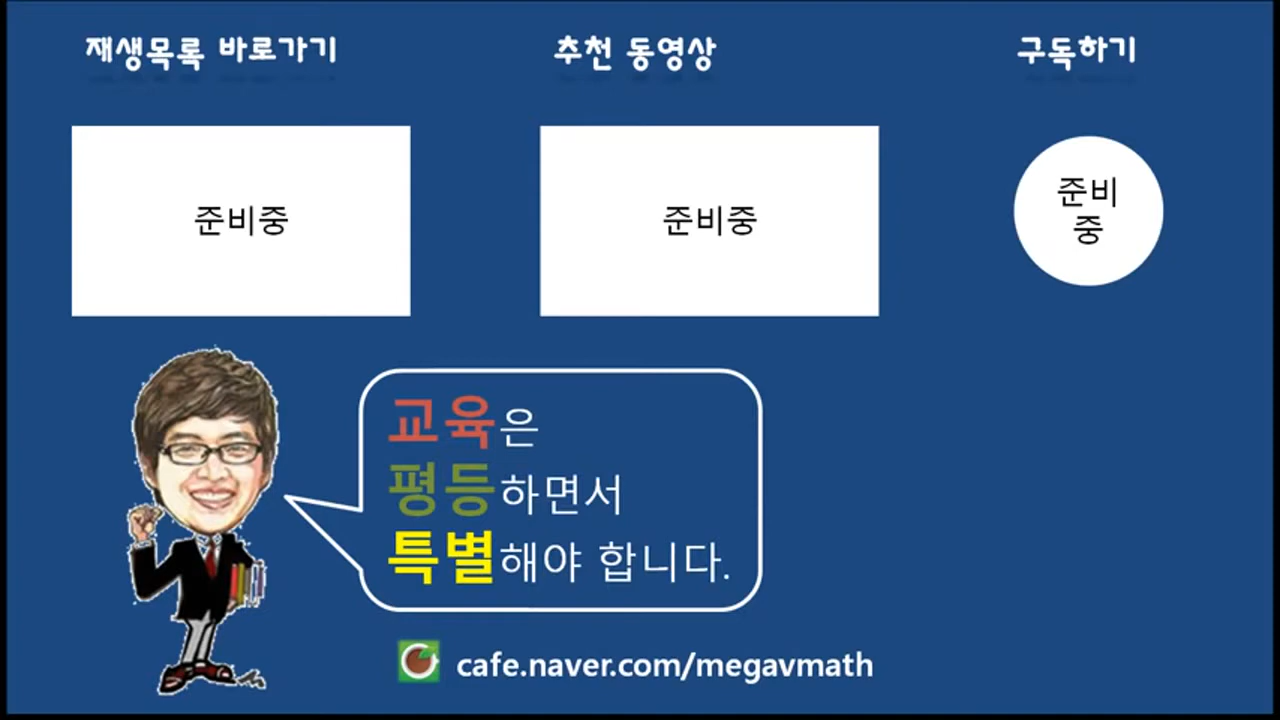 재생목록 바로가기
추천 동영상
구독하기
준비중
준비중
준비
중
교육은
평등하면서
특별해야 합니다.
cafe.naver.com/megavmath